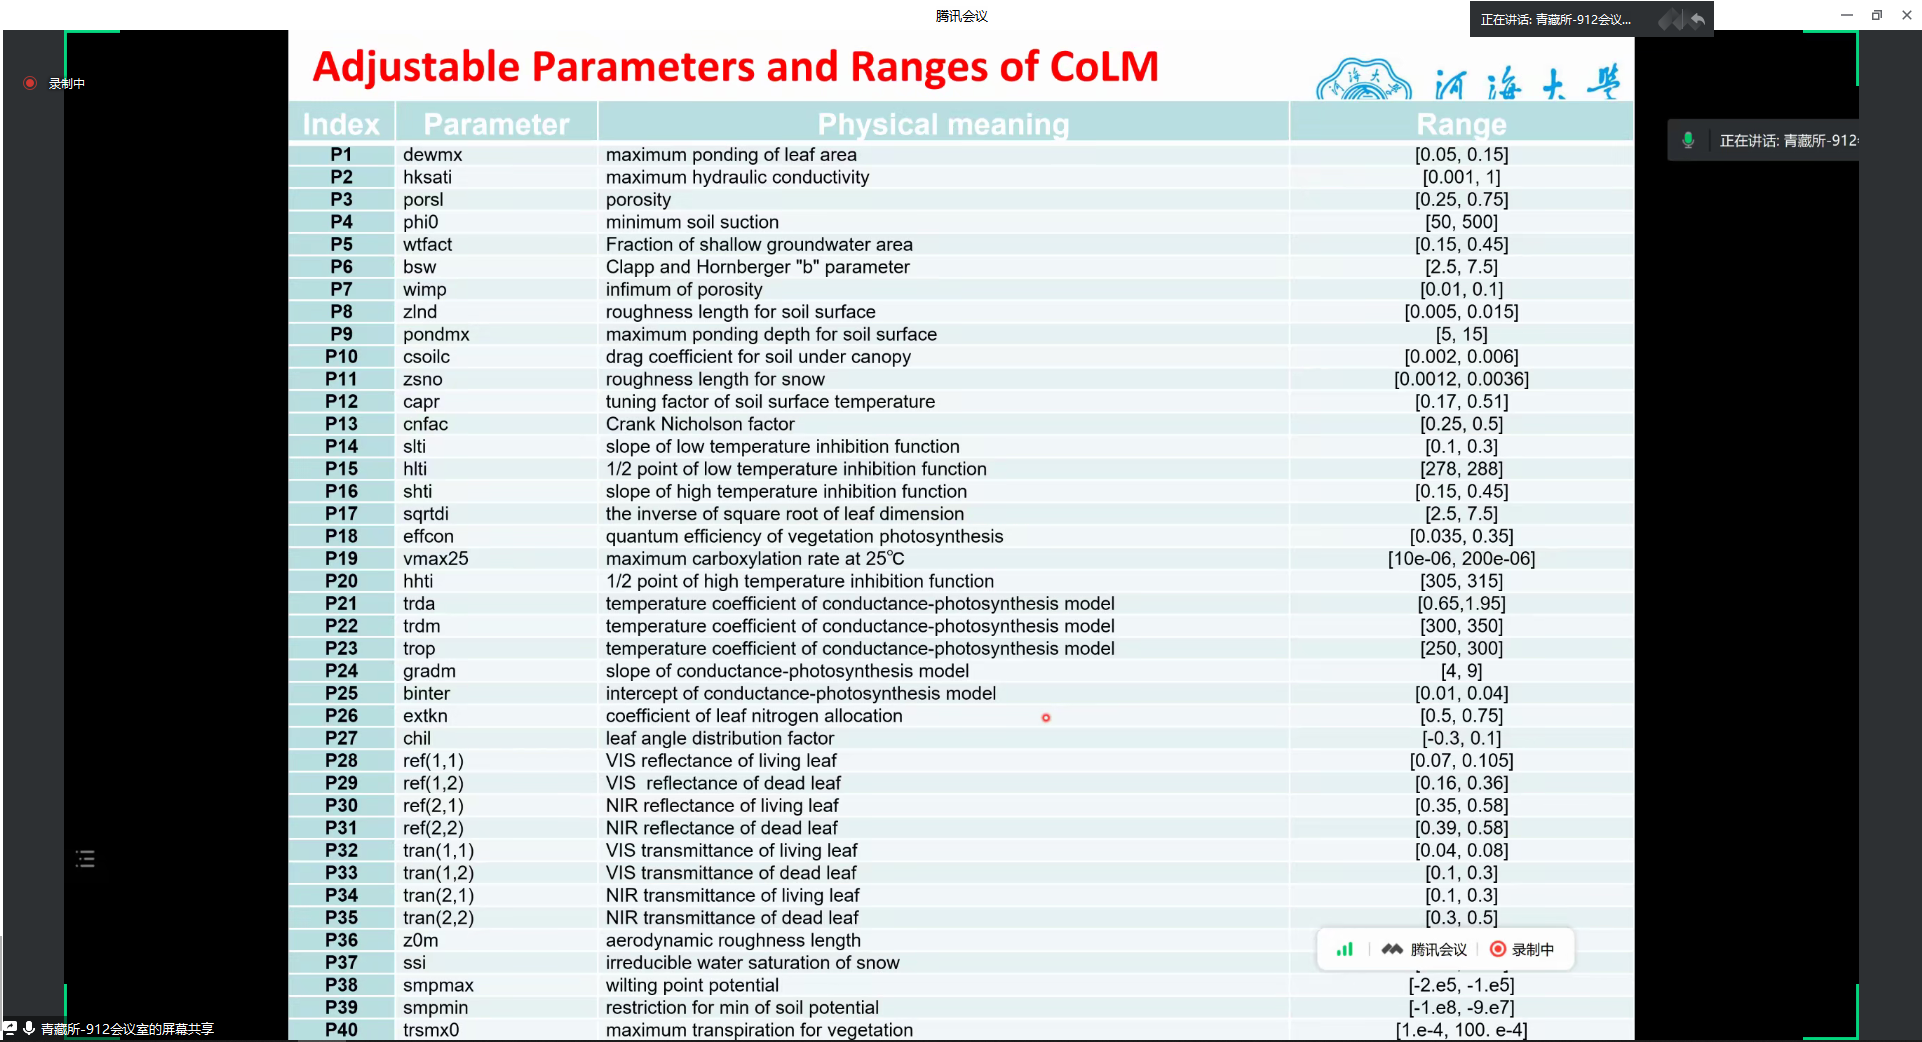 腾讯会议
正在讲话: 青藏所-912会议...
录制中
Adjustable Parameters and Ranges of CoLM
河海大學
正在讲话: 青藏所-912
Index Parameter Physical meaning Range
P1 dewmx maximum ponding of leaf area [0.05, 0.15]
P2 hksati maximum hydraulic conductivity [0.001, 1]
P3 porsl porosity [0.25, 0.75]
P4 phi0 minimum soil suction [50, 500]
P5 wtfact Fraction of shallow groundwater area [0.15, 0.45]
P6 bsw Clapp and Hornberger "b" parameter [2.5, 7.5]
P7 wimp infimum of porosity [0.01, 0.1]
P8 zlnd roughness length for soil surface [0.005, 0.015]
P9 pondmx maximum ponding depth for soil surface [5, 15]
P10 csoilc drag coefficient for soil under canopy [0.002, 0.006]
P11 zsno roughness length for snow [0.0012, 0.0036]
P12 capr tuning factor of soil surface temperature [0.17, 0.51]
P13 cnfac Crank Nicholson factor [0.25, 0.5]
P14 slti slope of low temperature inhibition function [0.1, 0.3]
P15 hlti 1/2 point of low temperature inhibition function [278, 288]
P16 shti slope of high temperature inhibition function [0.15, 0.45]
P17 sqrtdi the inverse of square root of leaf dimension [2.5, 7.5]
P18 effcon quantum efficiency of vegetation photosynthesis [0.035, 0.35]
P19 vmax25 maximum carboxylation rate at 25℃ [10e-06, 200e-06]
P20 hhti 1/2 point of high temperature inhibition function [305, 315]
P21 trda temperature coefficient of conductance-photosynthesis model [0.65,1.95]
P22 trdm temperature coefficient of conductance-photosynthesis model [300, 350]
P23 trop temperature coefficient of conductance-photosynthesis model [250, 300]
P24 gradm slope of conductance-photosynthesis model [4, 9]
P25 binter intercept of conductance-photosynthesis model [0.01, 0.04]
P26 extkn coefficient of leaf nitrogen allocation [0.5, 0.75]
P27 chil leaf angle distribution factor [-0.3, 0.1]
P28 ref(1,1) VIS reflectance of living leaf [0.07, 0.105]
P29 ref(1,2) VIS  reflectance of dead leaf [0.16, 0.36]
P30 ref(2,1) NIR reflectance of living leaf [0.35, 0.58]
P31 ref(2,2) NIR reflectance of dead leaf [0.39, 0.58]
P32 tran(1,1) VIS transmittance of living leaf [0.04, 0.08]
P33 tran(1,2) VIS transmittance of dead leaf [0.1, 0.3]
P34 tran(2,1) NIR transmittance of living leaf [0.1, 0.3]
P35 tran(2,2) NIR transmittance of dead leaf [0.3, 0.5]
P36 z0m aerodynamic roughness length
腾讯会议 录制中
P37 ssi irreducible water saturation of snow
P38 smpmax wilting point potential [-2.e5, -1.e5]
P39 smpmin restriction for min of soil potential [-1.e8, -9.e7]
P40 trsmx0 maximum transpiration for vegetation [1.e-4, 100. e-4]
青藏所-912会议室的屏幕共享